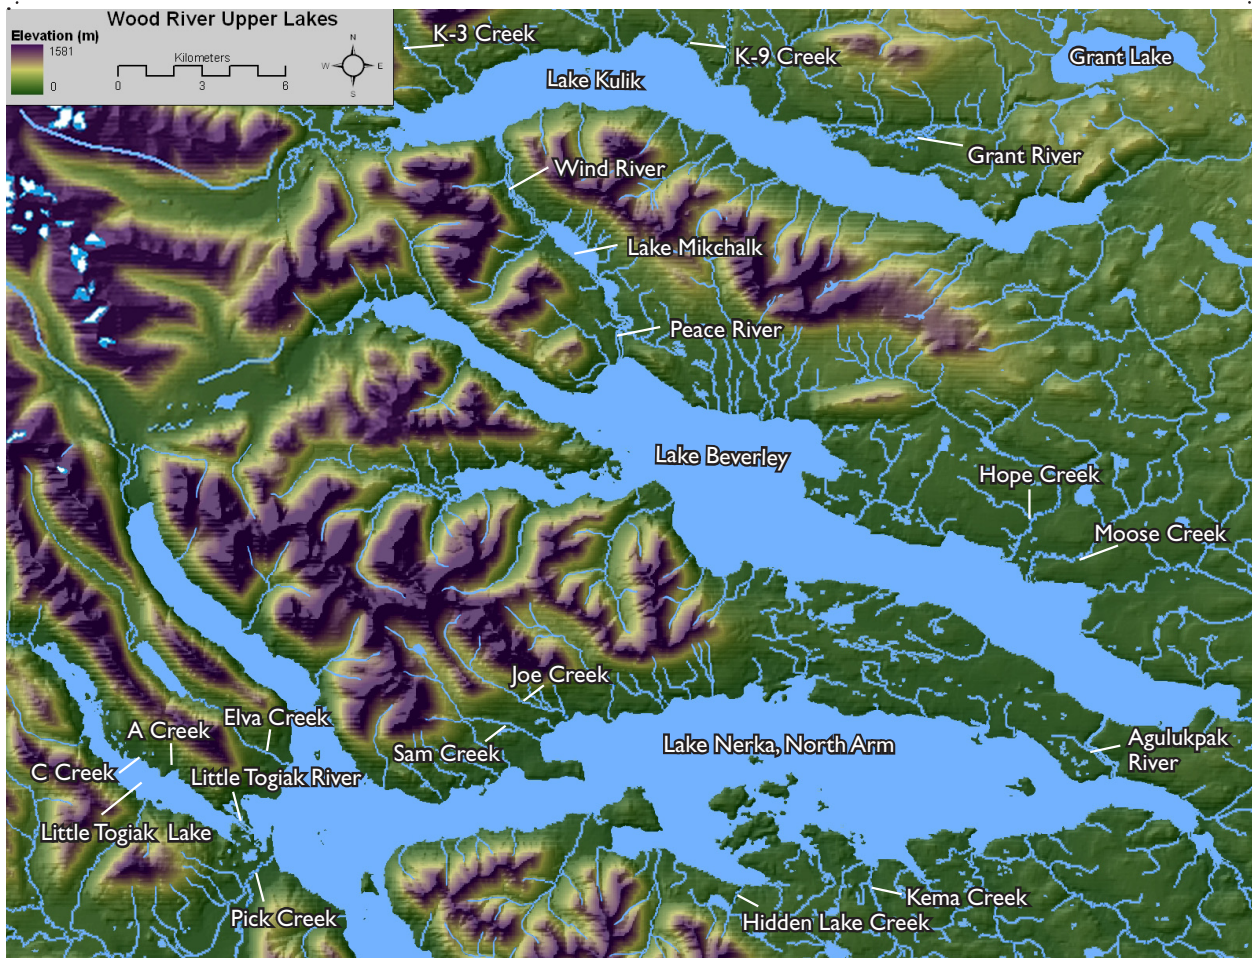 Wood River Upper Lakes
Elevation (m)
1581
0
Kilometers
0 3 6
N
W E
S
K-3 Creek
K-9 Creek
Grant Lake
Lake Kulik
Grant River
Wind River
Lake Mikchalk
Peace River
Lake Beverley
Hope Creek
Moose Creek
Joe Creek
Elva Creek
A Creek
Sam Creek
Lake Nerka, North Arm
Agulukpak
River
C Creek
Little Togiak River
Little Togiak Lake
Kema Creek
Pick Creek
Hidden Lake Creek